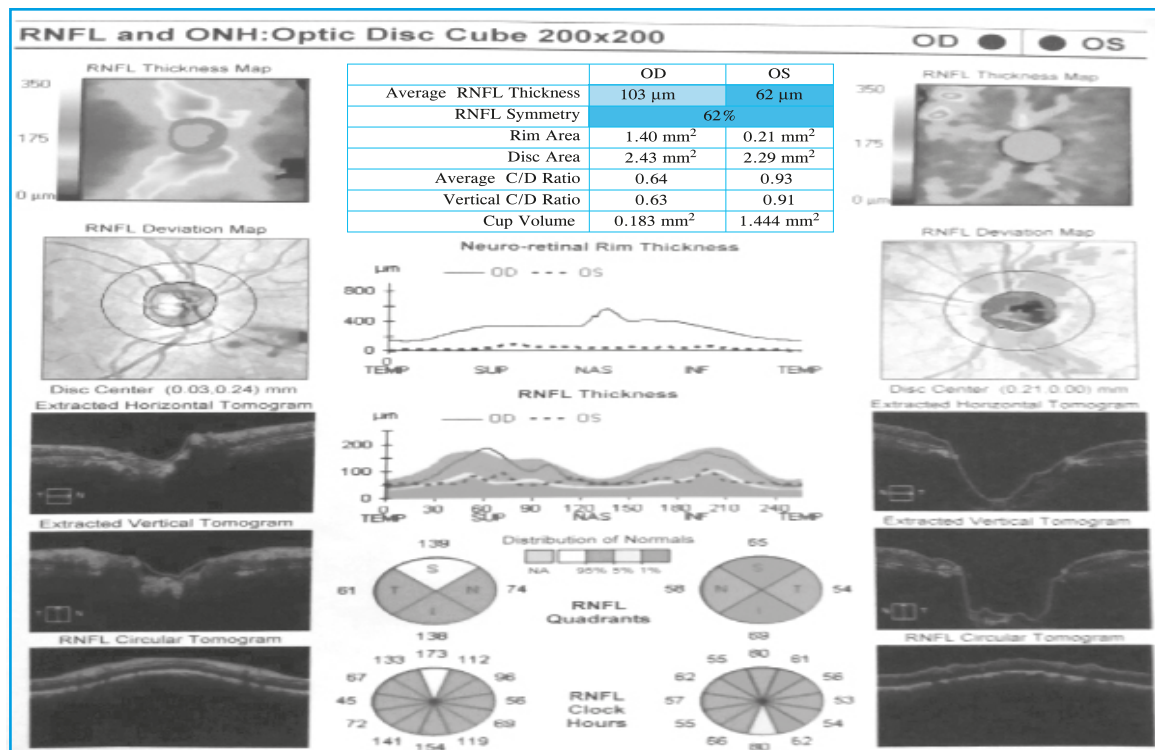 RNFL and ONH:Optic Disc Cube 200x200
OD OS
RNFL Thickness Map
350
175
0 µm
OD OS
Average RNFL Thickness 103 µm 62 µm
RNFL Symmetry 62%
Rim Area 1.40 mm² 0.21 mm²
Disc Area 2.43 mm² 2.29 mm²
Average C/D Ratio 0.64 0.93
Vertical C/D Ratio 0.63 0.91
Cup Volume 0.183 mm² 1.444 mm²
RNFL Thickness Map
350
175
0 µm
RNFL Deviation Map
Disc Center (0.03,0.24) mm
Neuro-retinal Rim Thickness
µm
OD OS
800
400
0
0
TEMP SUP NAS INF TEMP
RNFL Deviation Map
Disc Center (0.21,0.00) mm
Extracted Horizontal Tomogram
T N
RNFL Thickness
µm
OD OS
200
100
0
0 30 60 90 120 150 180 210 240
TEMP SUP NAS INF TEMP
Extracted Horizontal Tomogram
Extracted Vertical Tomogram
Distribution of Normals
NA 95% 5% 1%
139
S
61 T N 74
I
138
RNFL
Quadrants
65
S
58 N T 54
I
69
Extracted Vertical Tomogram
RNFL Circular Tomogram
173
133 112
67 96
45 56
72 69
141 119
154
RNFL
Clock
Hours
80
55 61
62 56
57 53
55 54
66 62
80
RNFL Circular Tomogram